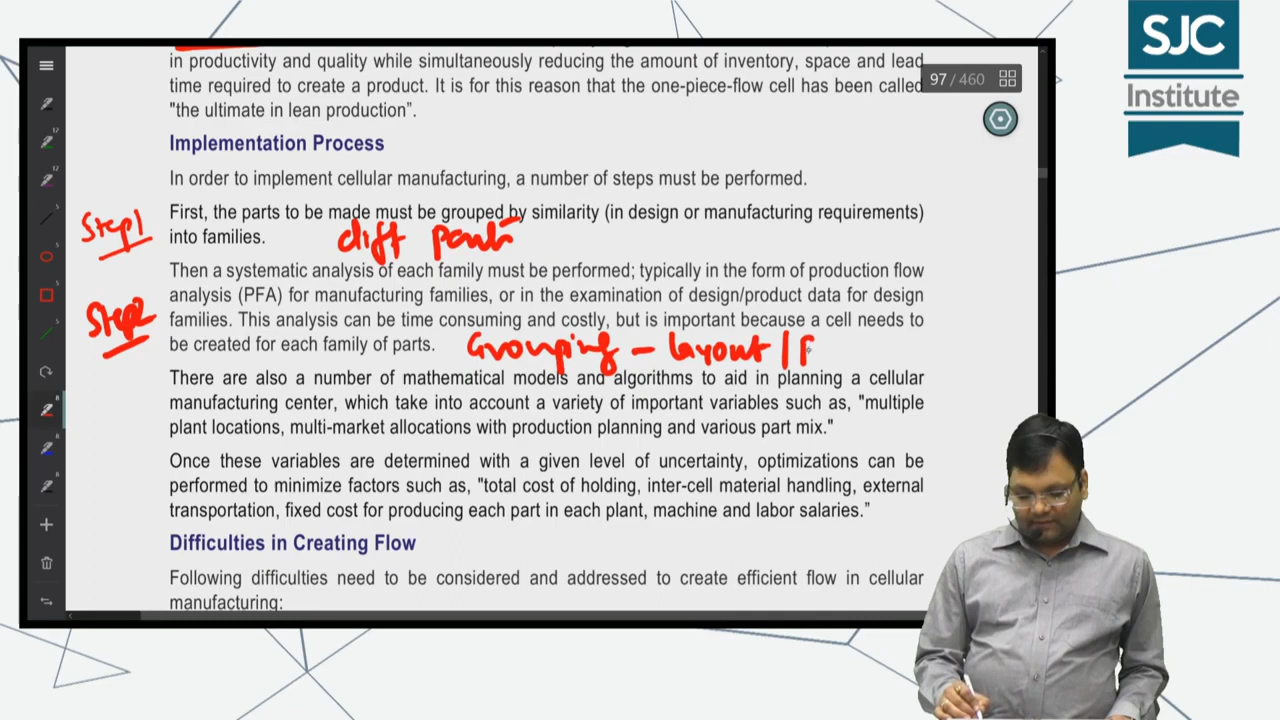 SJC
Institute
97 / 460
in productivity and quality while simultaneously reducing the amount of inventory, space and lead
time required to create a product. It is for this reason that the one-piece-flow cell has been called
"the ultimate in lean production”.
Implementation Process
In order to implement cellular manufacturing, a number of steps must be performed.
Step1
First, the parts to be made must be grouped by similarity (in design or manufacturing requirements)
into families.
diff parts
Then a systematic analysis of each family must be performed; typically in the form of production flow
analysis (PFA) for manufacturing families, or in the examination of design/product data for design
Step2
families. This analysis can be time consuming and costly, but is important because a cell needs to
be created for each family of parts.
Grouping - layout | P
There are also a number of mathematical models and algorithms to aid in planning a cellular
manufacturing center, which take into account a variety of important variables such as, "multiple
plant locations, multi-market allocations with production planning and various part mix."
Once these variables are determined with a given level of uncertainty, optimizations can be
performed to minimize factors such as, "total cost of holding, inter-cell material handling, external
transportation, fixed cost for producing each part in each plant, machine and labor salaries.”
Difficulties in Creating Flow
Following difficulties need to be considered and addressed to create efficient flow in cellular
manufacturing: